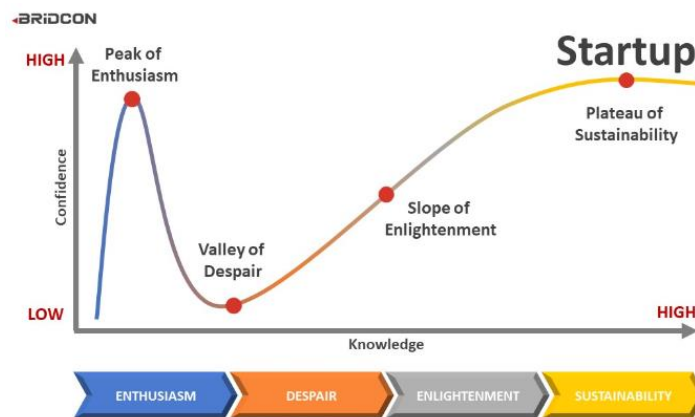 BRiDCON
Startup
HIGH
Peak of
Enthusiasm
Plateau of
Sustainability
Confidence
Slope of
Enlightenment
Valley of
Despair
LOW
HIGH
Knowledge
ENTHUSIASM
DESPAIR
ENLIGHTENMENT
SUSTAINABILITY